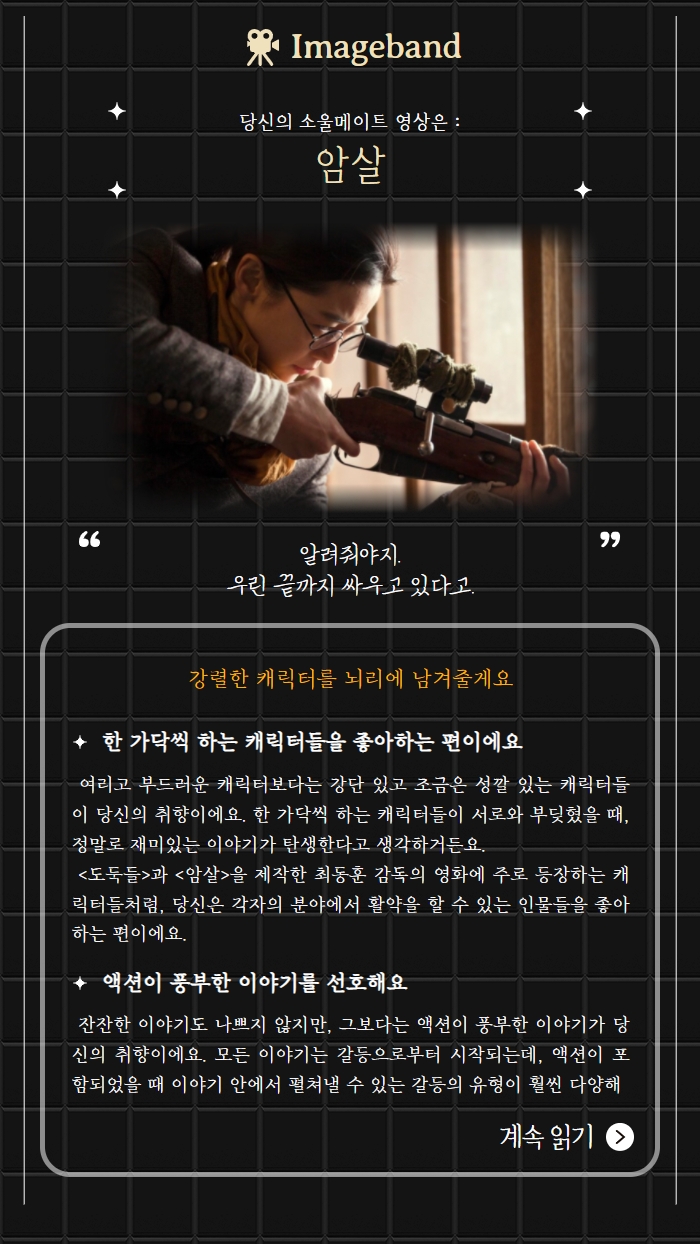 Imageband
당신의 소울메이트 영상은 :
암살
“ ”
알려줘야지.
우린 끝까지 싸우고 있다고.
강렬한 캐릭터를 뇌리에 남겨줄게요
✦ 한 가닥씩 하는 캐릭터들을 좋아하는 편이에요
여리고 부드러운 캐릭터보다는 강단 있고 조금은 성깔 있는 캐릭터들
이 당신의 취향이에요. 한 가닥씩 하는 캐릭터들이 서로와 부딪혔을 때,
정말로 재미있는 이야기가 탄생한다고 생각하거든요.
<도둑들>과 <암살>을 제작한 최동훈 감독의 영화에 주로 등장하는 캐
릭터들처럼, 당신은 각자의 분야에서 활약을 할 수 있는 인물들을 좋아
하는 편이에요.
✦ 액션이 풍부한 이야기를 선호해요
잔잔한 이야기도 나쁘지 않지만, 그보다는 액션이 풍부한 이야기가 당
신의 취향이에요. 모든 이야기는 갈등으로부터 시작되는데, 액션이 포
함되었을 때 이야기 안에서 펼쳐낼 수 있는 갈등의 유형이 훨씬 다양해
계속 읽기